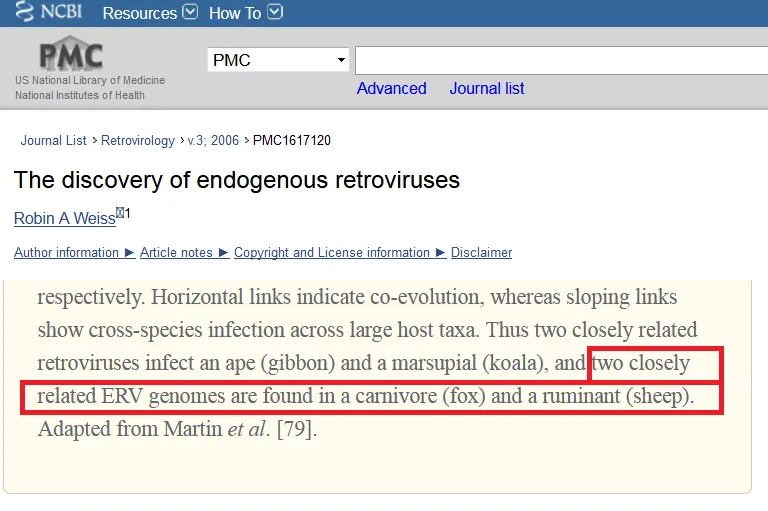 NCBI Resources How To
PMC PMC
US National Library of Medicine
National Institutes of Health
Advanced Journal list
Journal List > Retrovirology > v.3; 2006 > PMC1617120
The discovery of endogenous retroviruses
Robin A Weiss1
Author information ► Article notes ► Copyright and License information ► Disclaimer
respectively. Horizontal links indicate co-evolution, whereas sloping links
show cross-species infection across large host taxa. Thus two closely related
retroviruses infect an ape (gibbon) and a marsupial (koala), and two closely
related ERV genomes are found in a carnivore (fox) and a ruminant (sheep).
Adapted from Martin et al. [79].